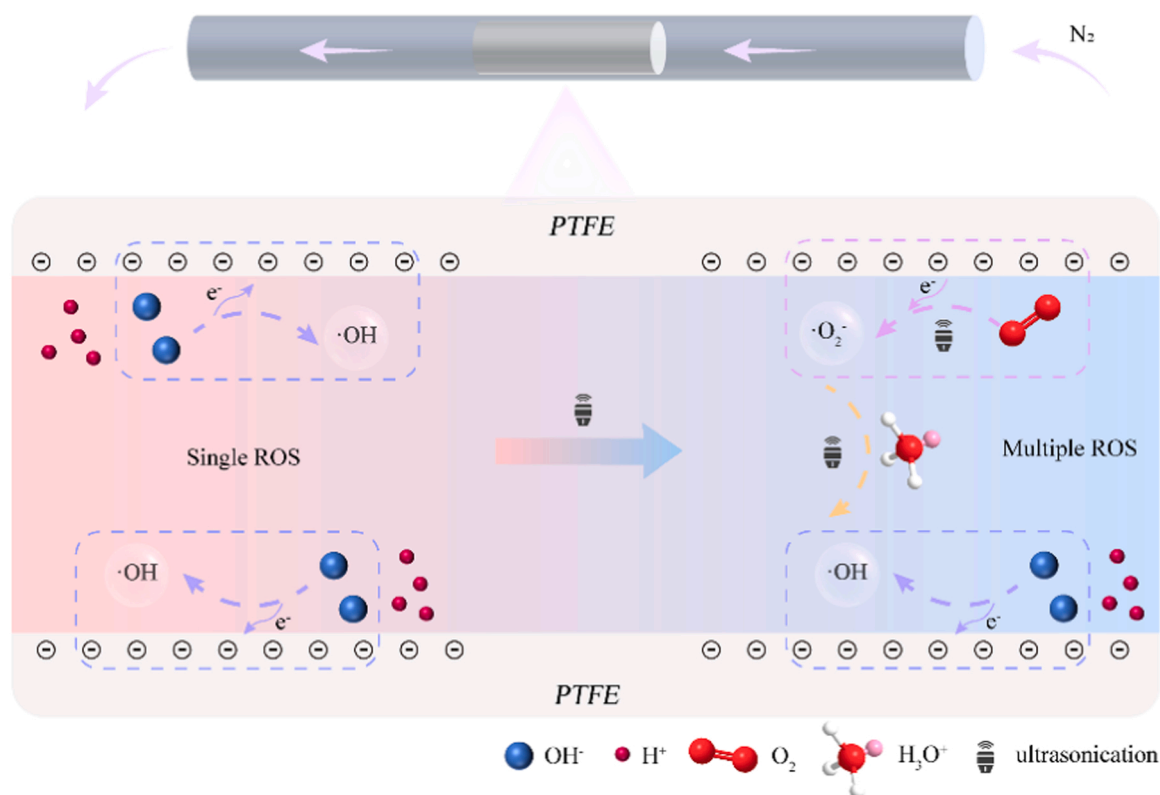 N₂
PTFE
e⁻
·OH
e⁻
·O₂⁻
Single ROS
Multiple ROS
·OH
e⁻
·OH
e⁻
PTFE
OH⁻ H⁺ O₂ H₃O⁺ ultrasonication